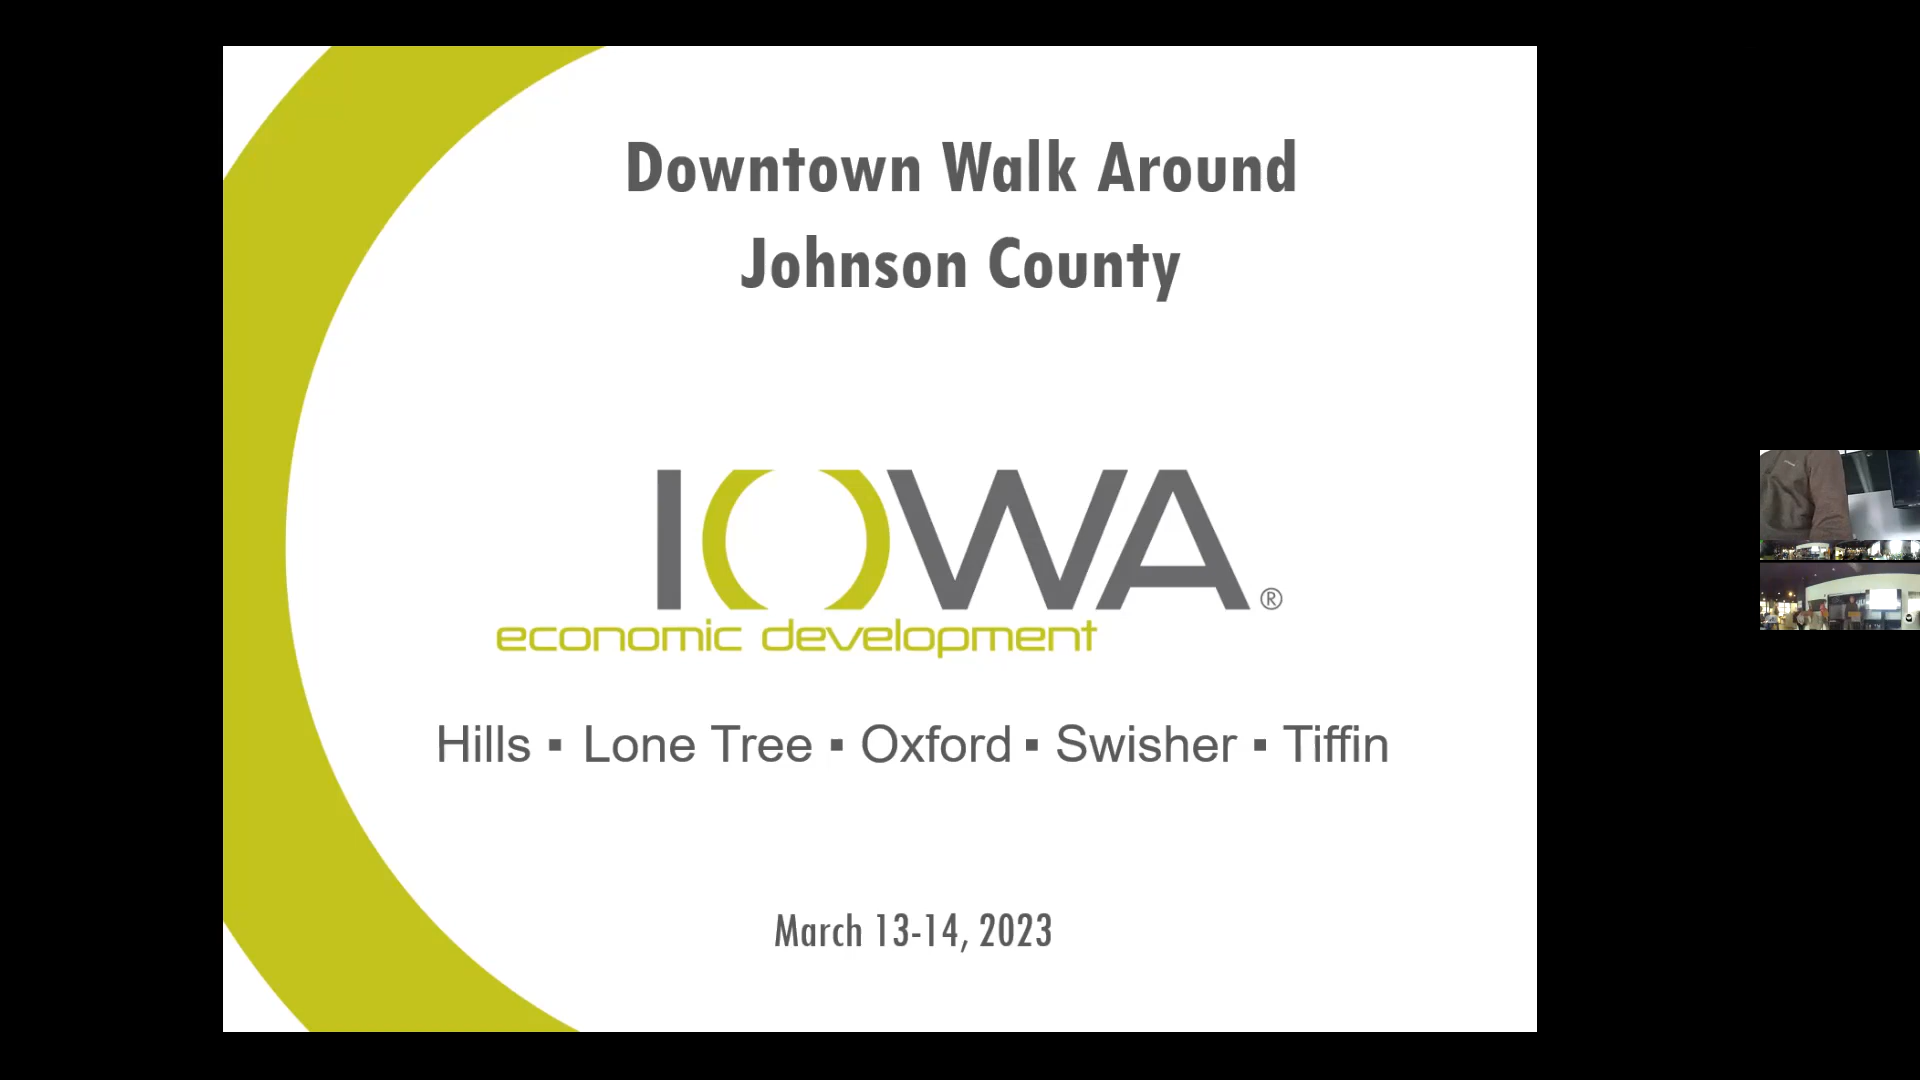 Downtown Walk Around
Johnson County
IOWA®
economic development
Hills ▪ Lone Tree ▪ Oxford ▪ Swisher ▪ Tiffin
March 13-14, 2023